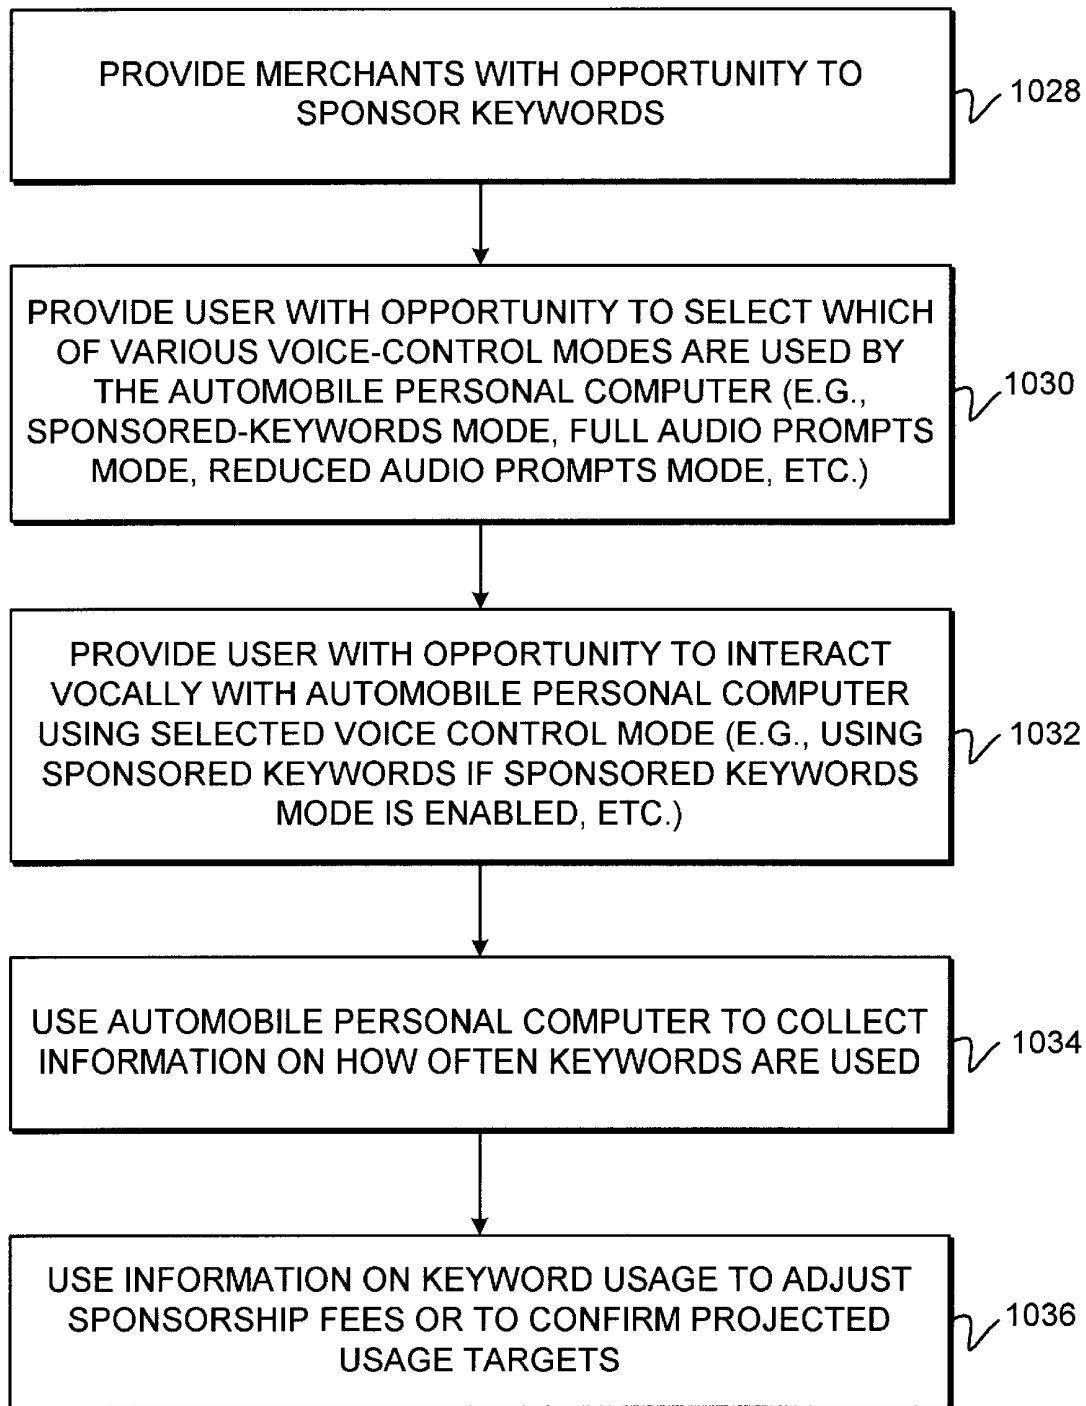 PROVIDE MERCHANTS WITH OPPORTUNITY TO
SPONSOR KEYWORDS
1028
PROVIDE USER WITH OPPORTUNITY TO SELECT WHICH
OF VARIOUS VOICE-CONTROL MODES ARE USED BY
THE AUTOMOBILE PERSONAL COMPUTER (E.G.,
SPONSORED-KEYWORDS MODE, FULL AUDIO PROMPTS
MODE, REDUCED AUDIO PROMPTS MODE, ETC.)
1030
PROVIDE USER WITH OPPORTUNITY TO INTERACT
VOCALLY WITH AUTOMOBILE PERSONAL COMPUTER
USING SELECTED VOICE CONTROL MODE (E.G., USING
SPONSORED KEYWORDS IF SPONSORED KEYWORDS
MODE IS ENABLED, ETC.)
1032
USE AUTOMOBILE PERSONAL COMPUTER TO COLLECT
INFORMATION ON HOW OFTEN KEYWORDS ARE USED
1034
USE INFORMATION ON KEYWORD USAGE TO ADJUST
SPONSORSHIP FEES OR TO CONFIRM PROJECTED
USAGE TARGETS
1036